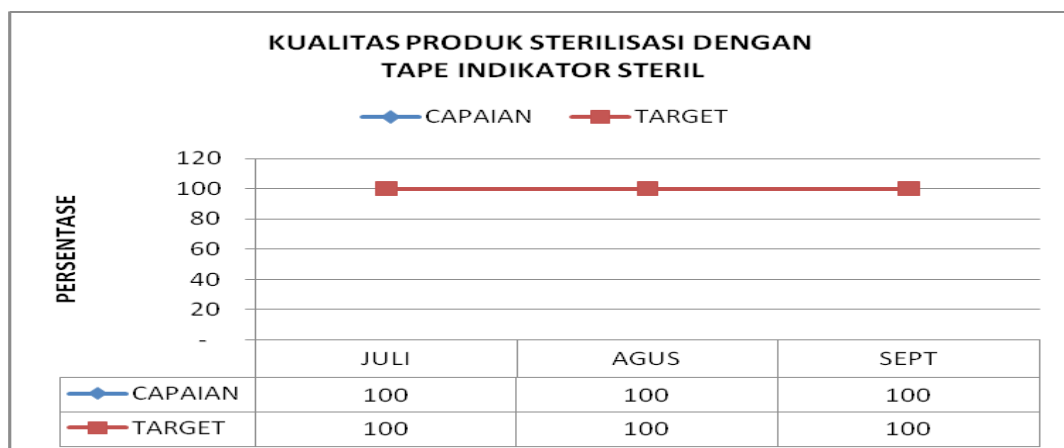 KUALITAS PRODUK STERILISASI DENGAN
TAPE INDIKATOR STERIL
CAPAIAN TARGET
PERSENTASE
120
100
80
60
40
20
-
JULI AGUS SEPT
CAPAIAN 100 100 100
TARGET 100 100 100